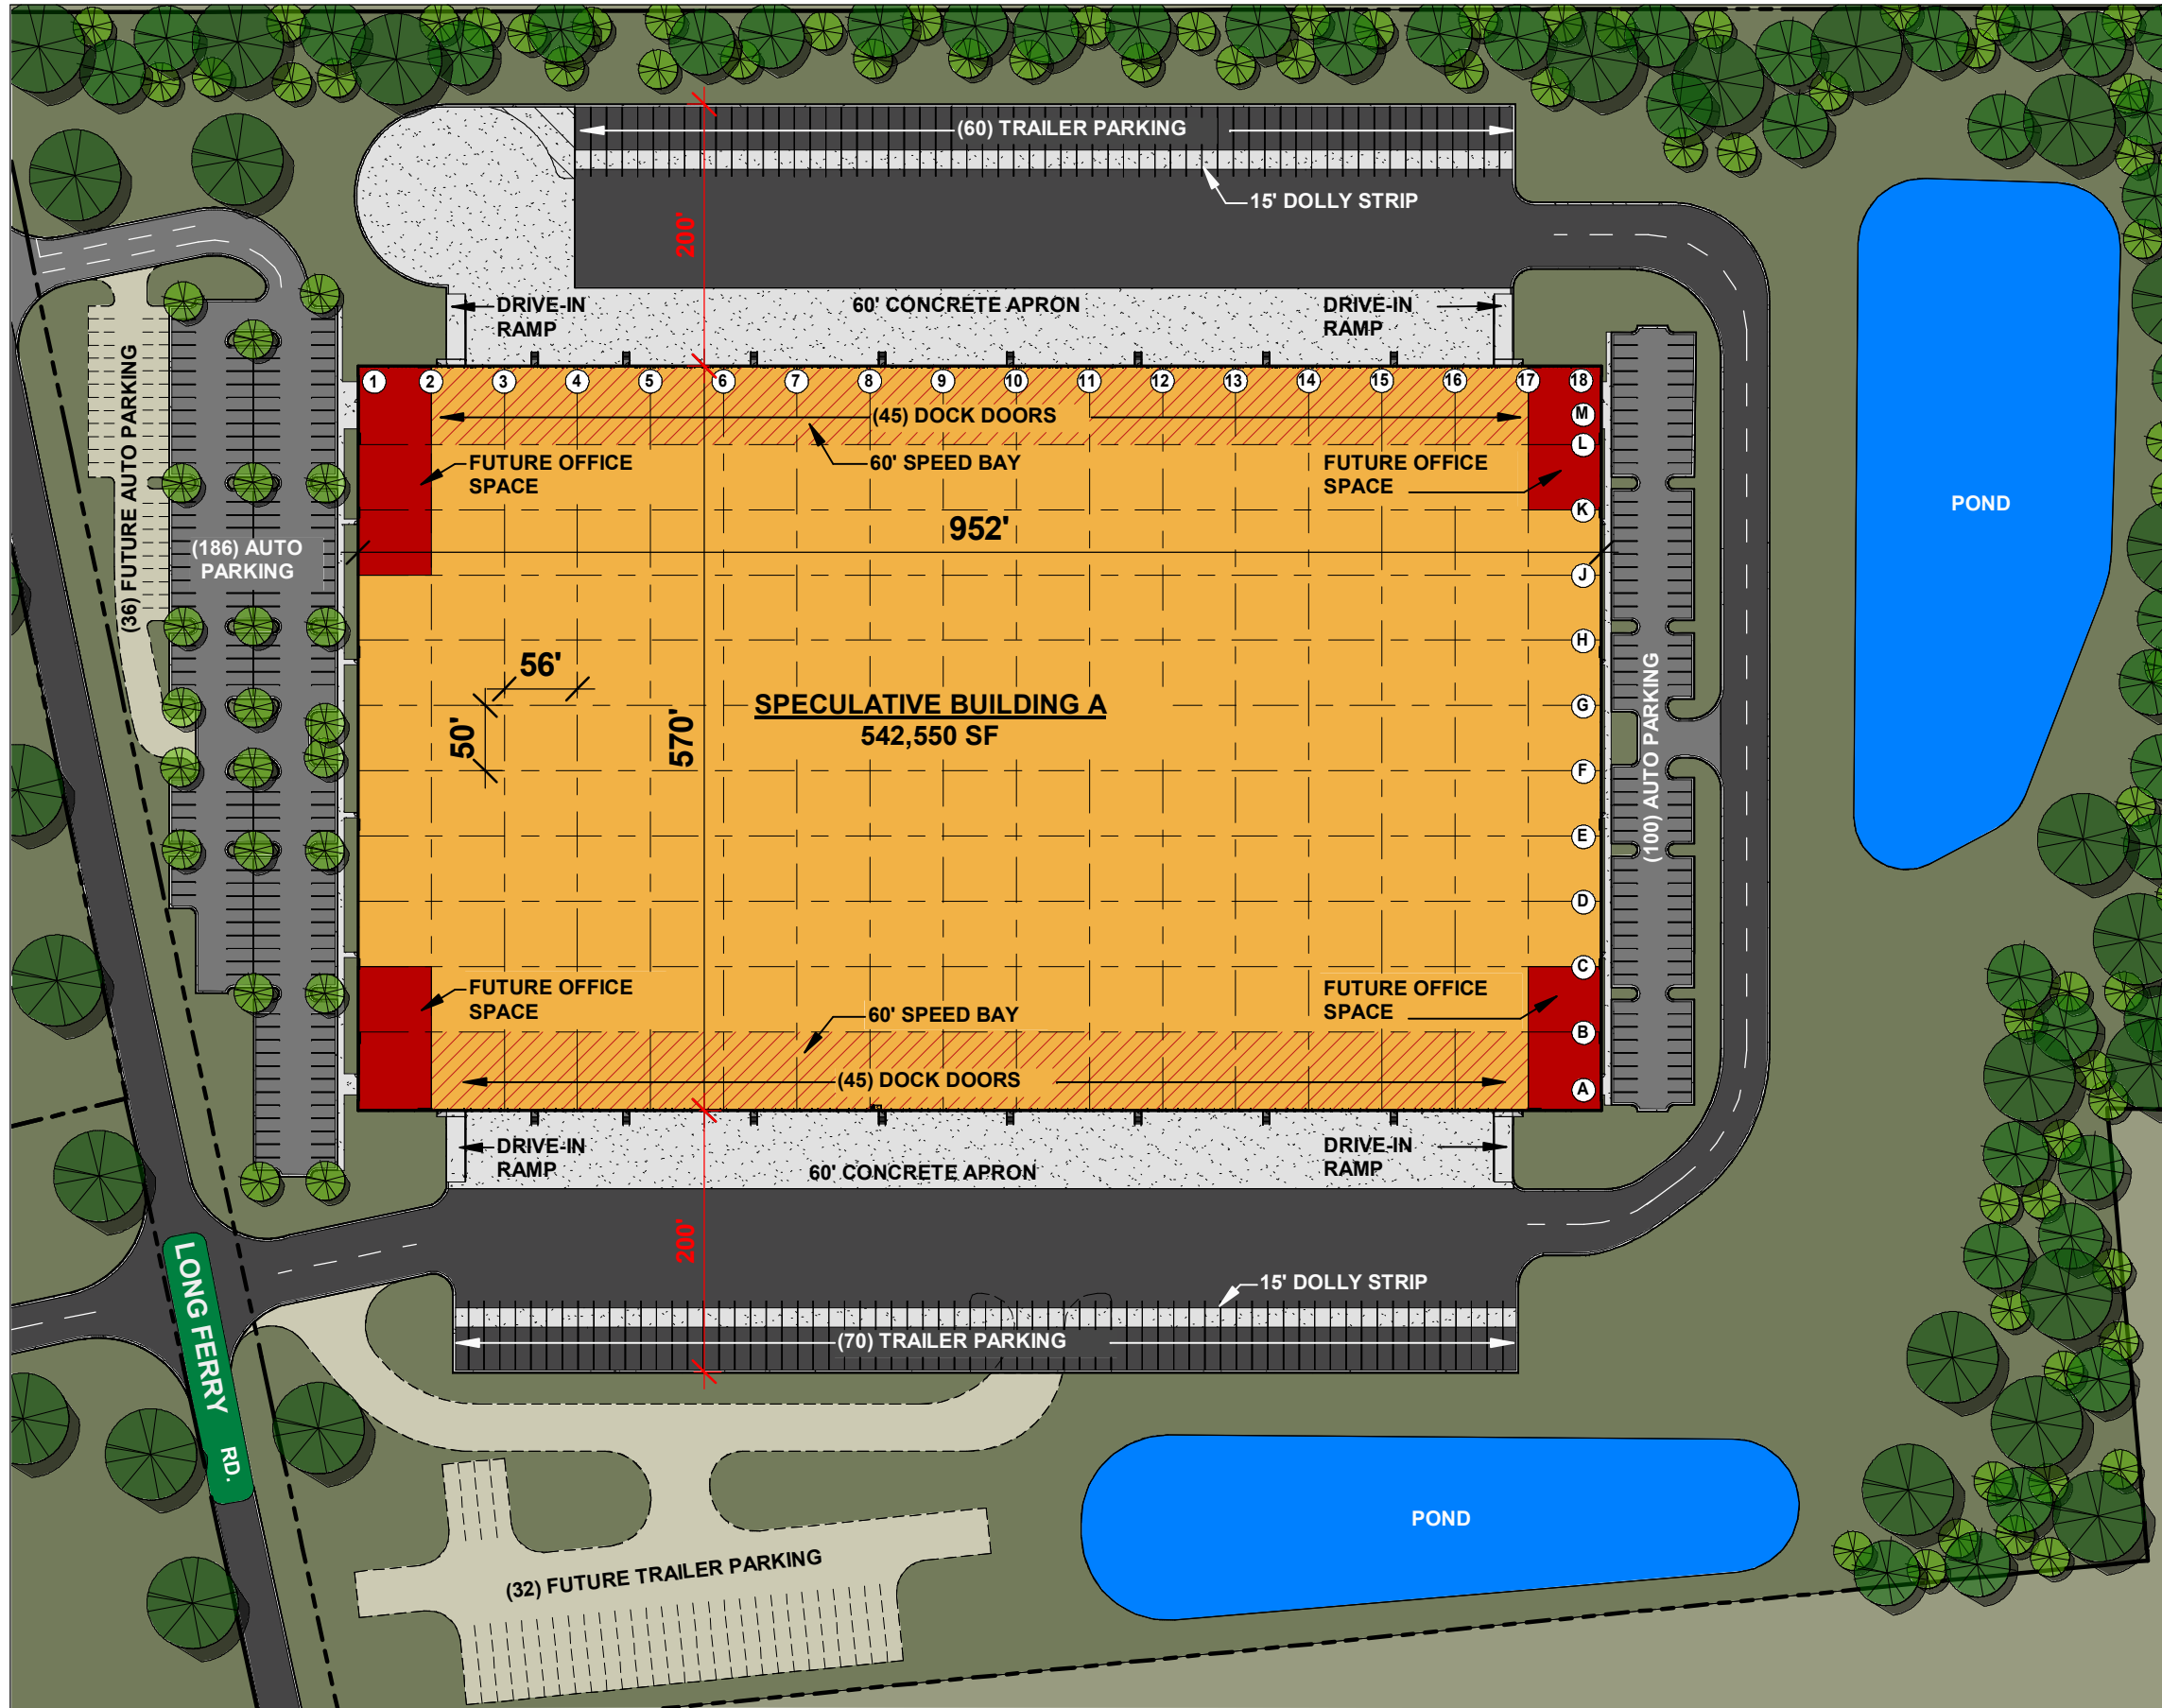 (60) TRAILER PARKING
15' DOLLY STRIP
200'
DRIVE-IN
RAMP
60' CONCRETE APRON
DRIVE-IN
RAMP
1 2 3 4 5 6 7 8 9 10 11 12 13 14 15 16 17 18
(45) DOCK DOORS
M
L
60' SPEED BAY
FUTURE OFFICE
SPACE
FUTURE OFFICE
SPACE
K
952'
(36) FUTURE AUTO PARKING
(186) AUTO
PARKING
J
H
POND
56'
50'
570'
SPECULATIVE BUILDING A
542,550 SF
G
F
E
D
C
B
A
(100) AUTO PARKING
FUTURE OFFICE
SPACE
FUTURE OFFICE
SPACE
60' SPEED BAY
(45) DOCK DOORS
DRIVE-IN
RAMP
60' CONCRETE APRON
DRIVE-IN
RAMP
200'
15' DOLLY STRIP
(70) TRAILER PARKING
LONG FERRY RD.
POND
(32) FUTURE TRAILER PARKING